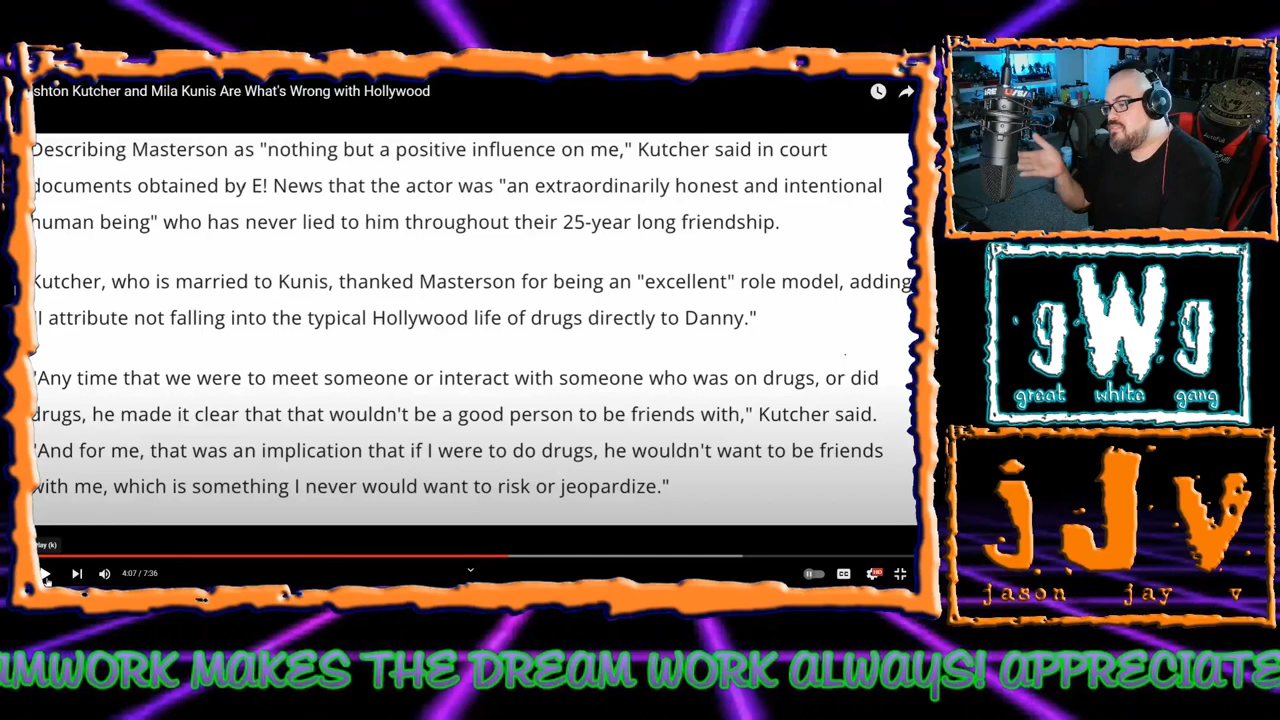 shton Kutcher and Mila Kunis Are What's Wrong with Hollywood
Describing Masterson as "nothing but a positive influence on me," Kutcher said in court
documents obtained by E! News that the actor was "an extraordinarily honest and intentional
human being" who has never lied to him throughout their 25-year long friendship.
Kutcher, who is married to Kunis, thanked Masterson for being an "excellent" role model, adding
"I attribute not falling into the typical Hollywood life of drugs directly to Danny."
"Any time that we were to meet someone or interact with someone who was on drugs, or did
drugs, he made it clear that that wouldn't be a good person to be friends with," Kutcher said.
"And for me, that was an implication that if I were to do drugs, he wouldn't want to be friends
with me, which is something I never would want to risk or jeopardize."
Play (k)
4:07 / 7:36
CC
HD
gWg
great white gang
jJv
jason jay v
AMWORK MAKES THE DREAM WORK ALWAYS! APPRECIATE